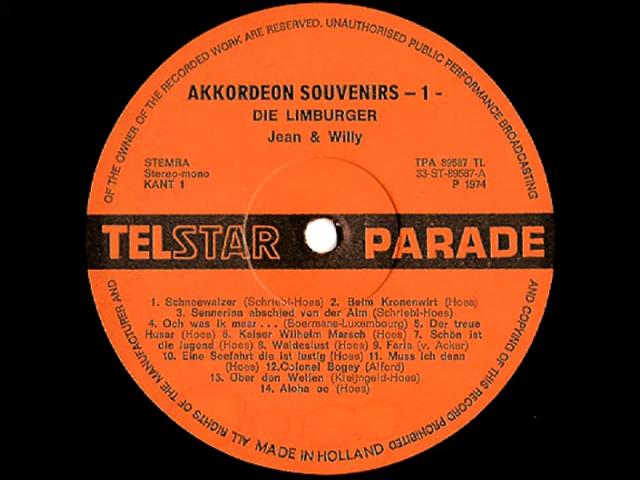 OF THE OWNER OF THE RECORDED WORK ARE RESERVED. UNAUTHORISED PUBLIC PERFORMANCE BROADCASTING
AKKORDEON SOUVENIRS – 1 -
DIE LIMBURGER
Jean & Willy
STEMRA
Stereo-mono
KANT 1
TPA 89587 TL
33-ST-89587-A
P 1974
TELSTAR PARADE
1. Schneewalzer (Schriebl-Hoes) 2. Beim Kronenwirt (Hoes)
3. Sennerins abschied von der Alm (Schriebl-Hoes)
4. Och was ik maar... (Boermans-Luxembourg) 5. Der treue
Husar (Hoes) 6. Kaiser Wilhelm Marsch (Hoes) 7. Schön ist
die Jugend (Hoes) 8. Waldeslust (Hoes) 9. Faria (v. Acker)
10. Eine Seefahrt die ist lustig (Hoes) 11. Muss ich denn
(Hoes) 12.Colonel Bogey (Alford)
13. Über den Wellen (Kleijngeld-Hoes)
14. Aloha oe (Hoes)
AND COPYING OF THIS RECORD PROHIBITED
ALL RIGHTS OF THE MANUFACTURER AND
MADE IN HOLLAND